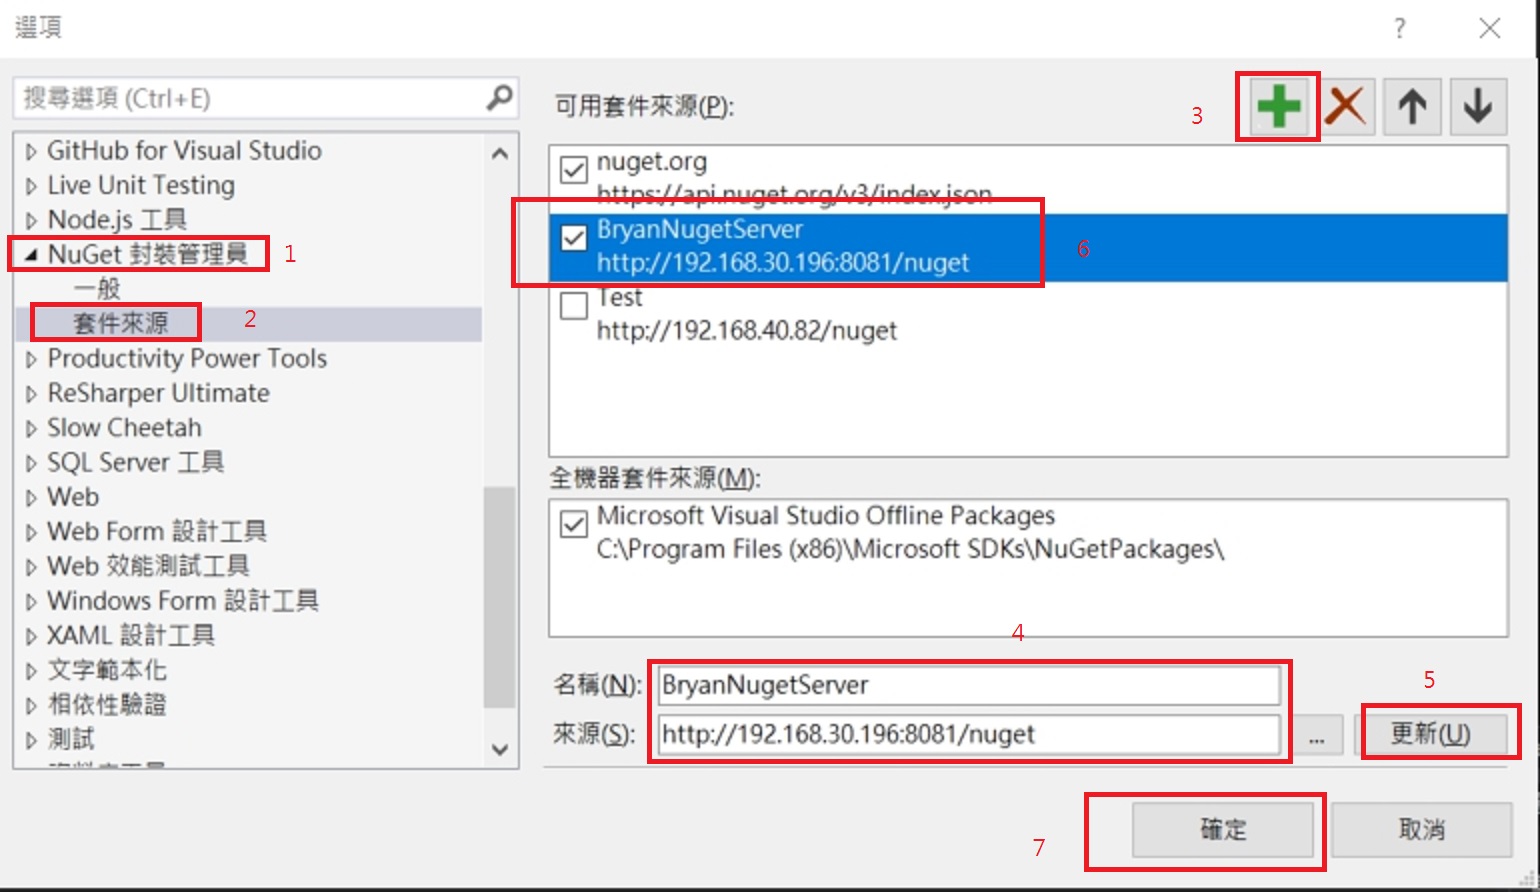 選項
搜尋選項 (Ctrl+E)
GitHub for Visual Studio
Live Unit Testing
Node.js 工具
NuGet 封裝管理員
1
一般
套件來源
2
Productivity Power Tools
ReSharper Ultimate
Slow Cheetah
SQL Server 工具
Web
Web Form 設計工具
Web 效能測試工具
Windows Form 設計工具
XAML 設計工具
文字範本化
相依性驗證
測試
可用套件來源(P):
3
nuget.org
https://api.nuget.org/v3/index.json
BryanNugetServer
http://192.168.30.196:8081/nuget
6
Test
http://192.168.40.82/nuget
全機器套件來源(M):
Microsoft Visual Studio Offline Packages
C:\Program Files (x86)\Microsoft SDKs\NuGetPackages\
4
名稱(N): BryanNugetServer
5
來源(S): http://192.168.30.196:8081/nuget ... 更新(U)
7
確定 取消